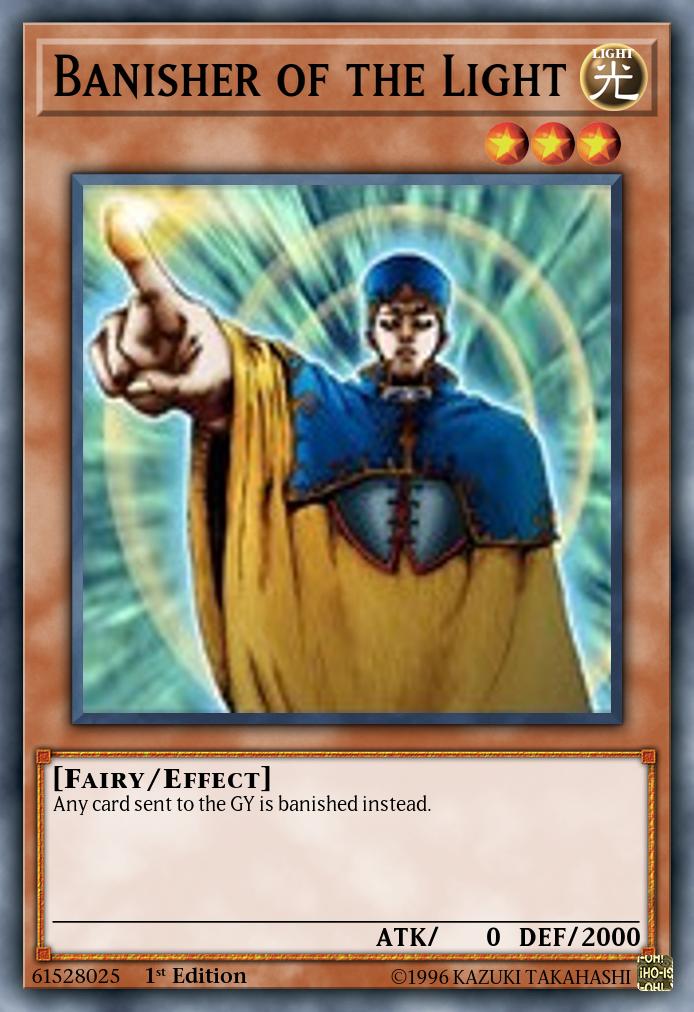 BANISHER OF THE LIGHT
LIGHT
光
[FAIRY/EFFECT]
Any card sent to the GY is banished instead.
ATK/ 0 DEF/2000
61528025 1st Edition ©1996 KAZUKI TAKAHASHI